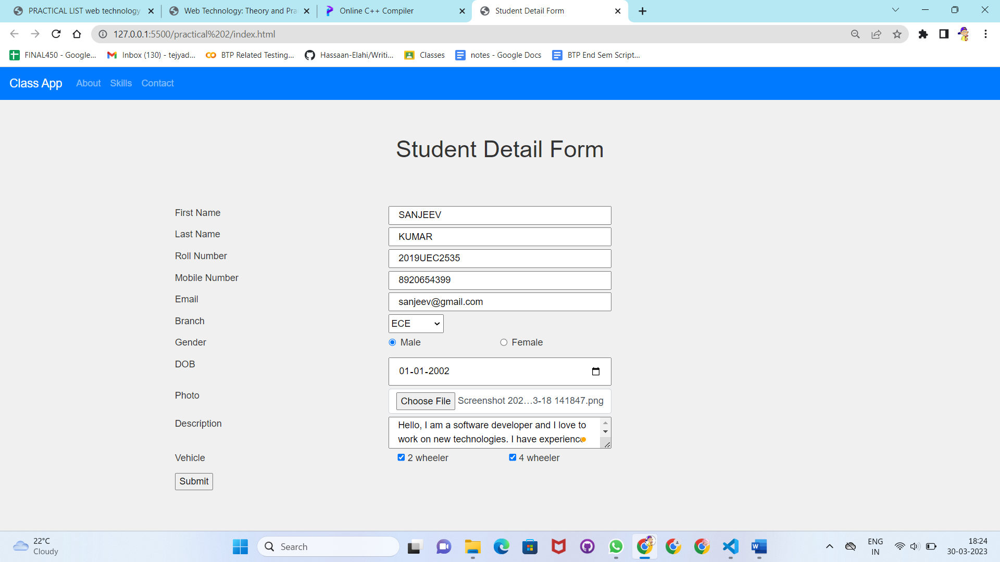 PRACTICAL LIST web technology
Web Technology: Theory and Pra
Online C++ Compiler
Student Detail Form
127.0.0.1:5500/practical%202/index.html
FINAL450 - Google...
Inbox (130) - tejyad...
BTP Related Testing...
Hassaan-Elahi/Writi...
Classes
notes - Google Docs
BTP End Sem Script...
Class App
About
Skills
Contact
Student Detail Form
First Name
SANJEEV
Last Name
KUMAR
Roll Number
2019UEC2535
Mobile Number
8920654399
Email
sanjeev@gmail.com
Branch
ECE
Gender
Male
Female
DOB
01-01-2002
Photo
Choose File
Screenshot 202...3-18 141847.png
Description
Hello, I am a software developer and I love to
work on new technologies. I have experience
Vehicle
2 wheeler
4 wheeler
Submit
22°C
Cloudy
Search
ENG
IN
18:24
30-03-2023